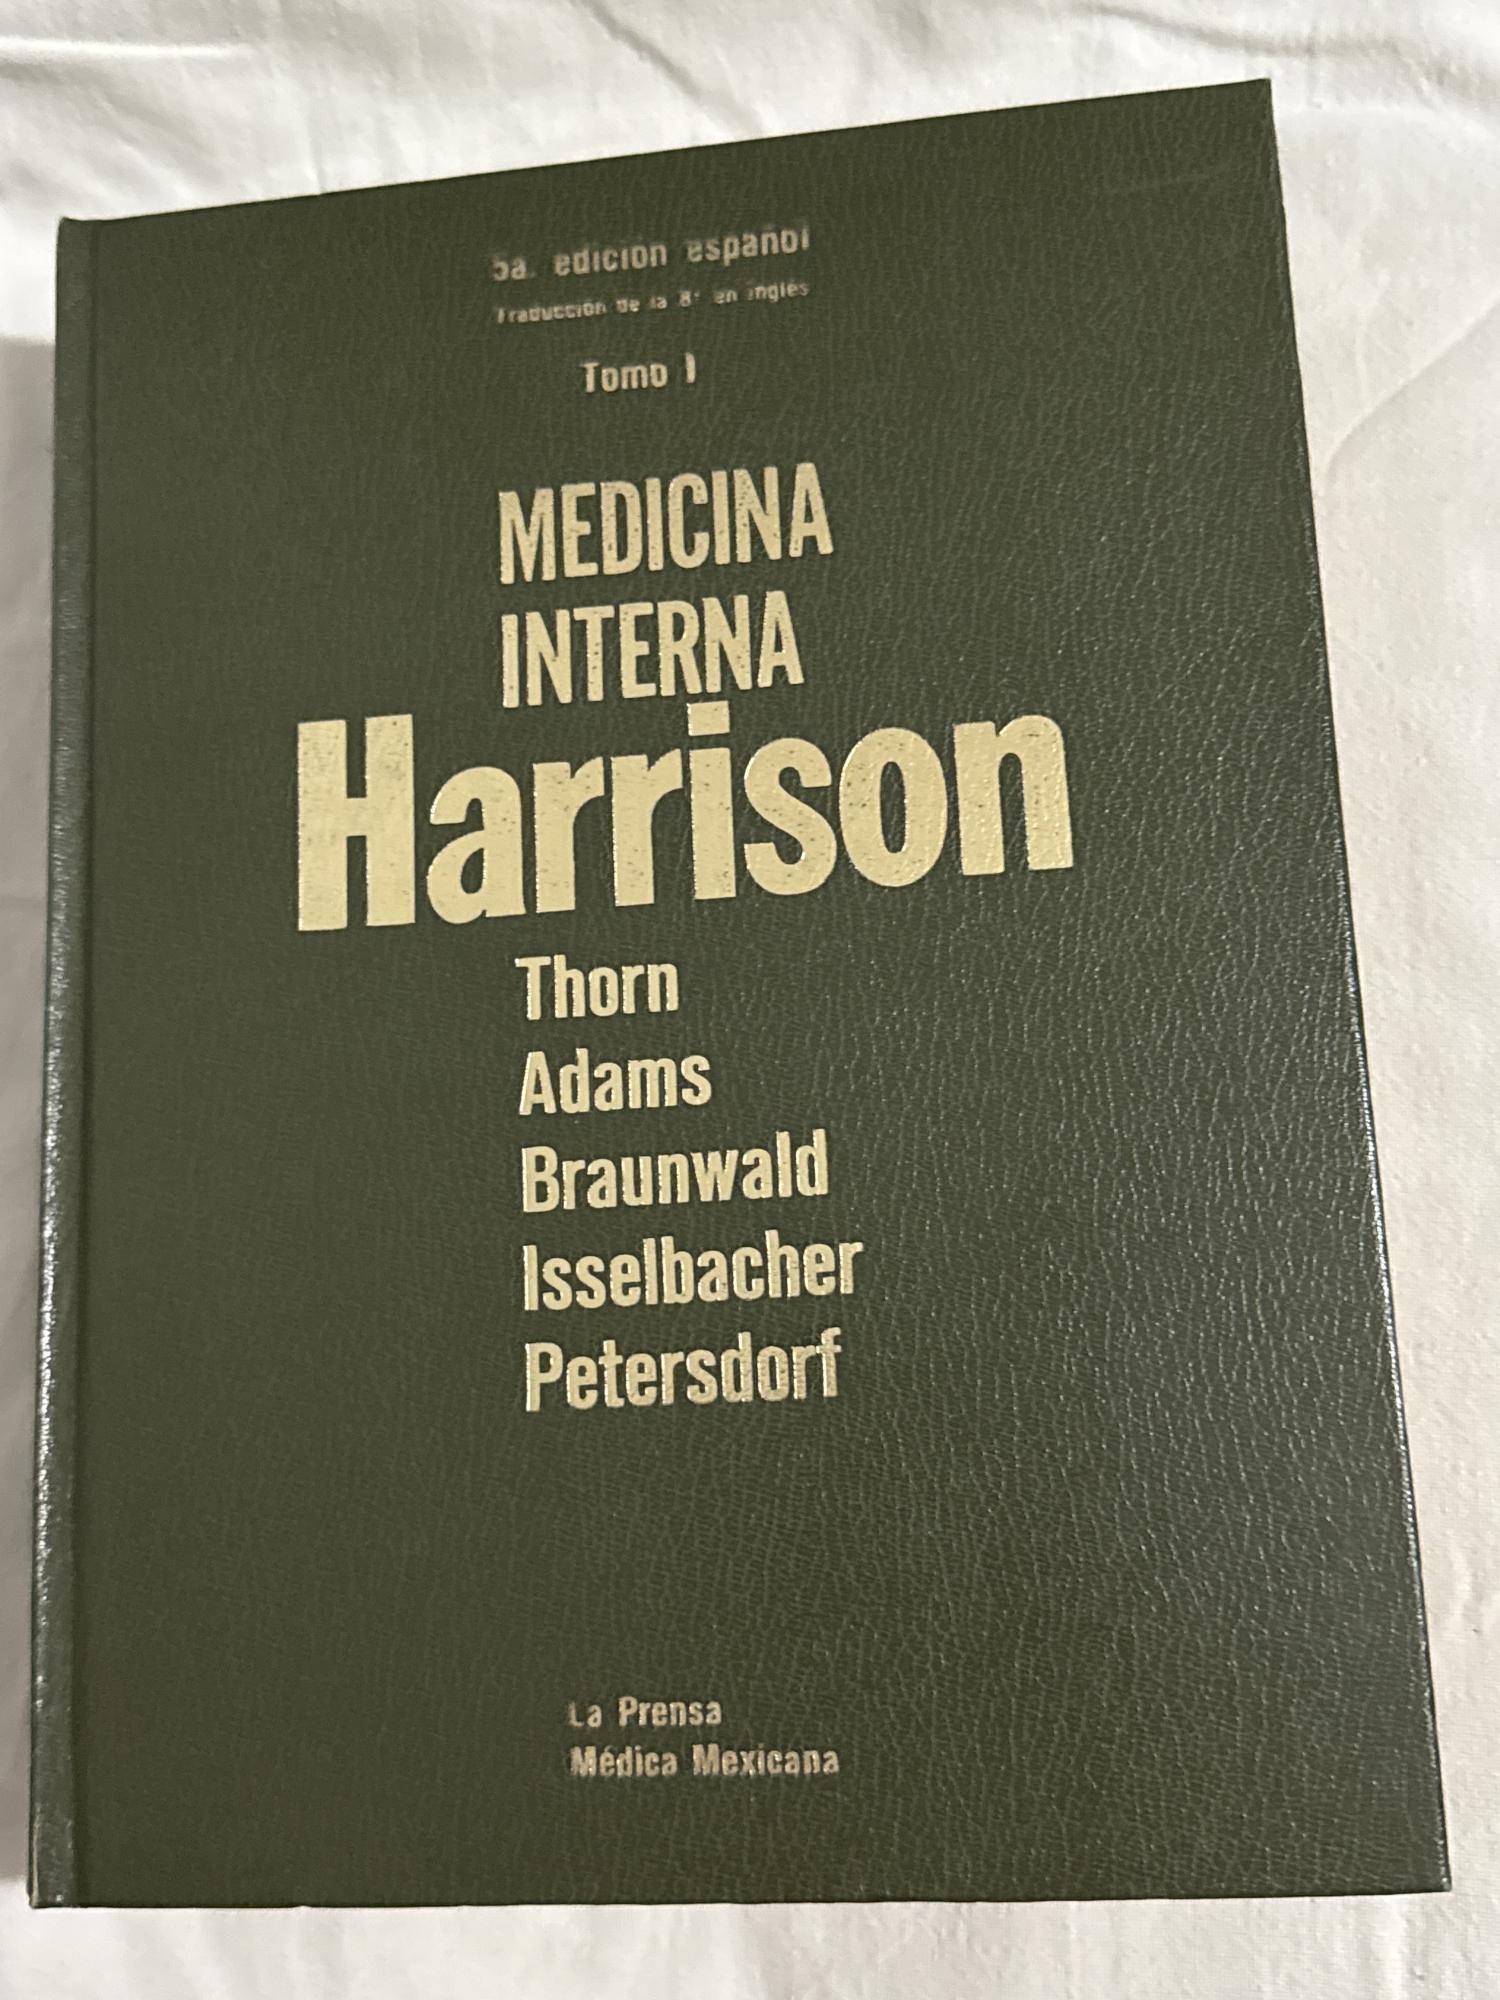 5a. edición español
Traducción de la 8ª en inglés
Tomo I
MEDICINA
INTERNA
Harrison
Thorn
Adams
Braunwald
Isselbacher
Petersdorf
La Prensa
Médica Mexicana